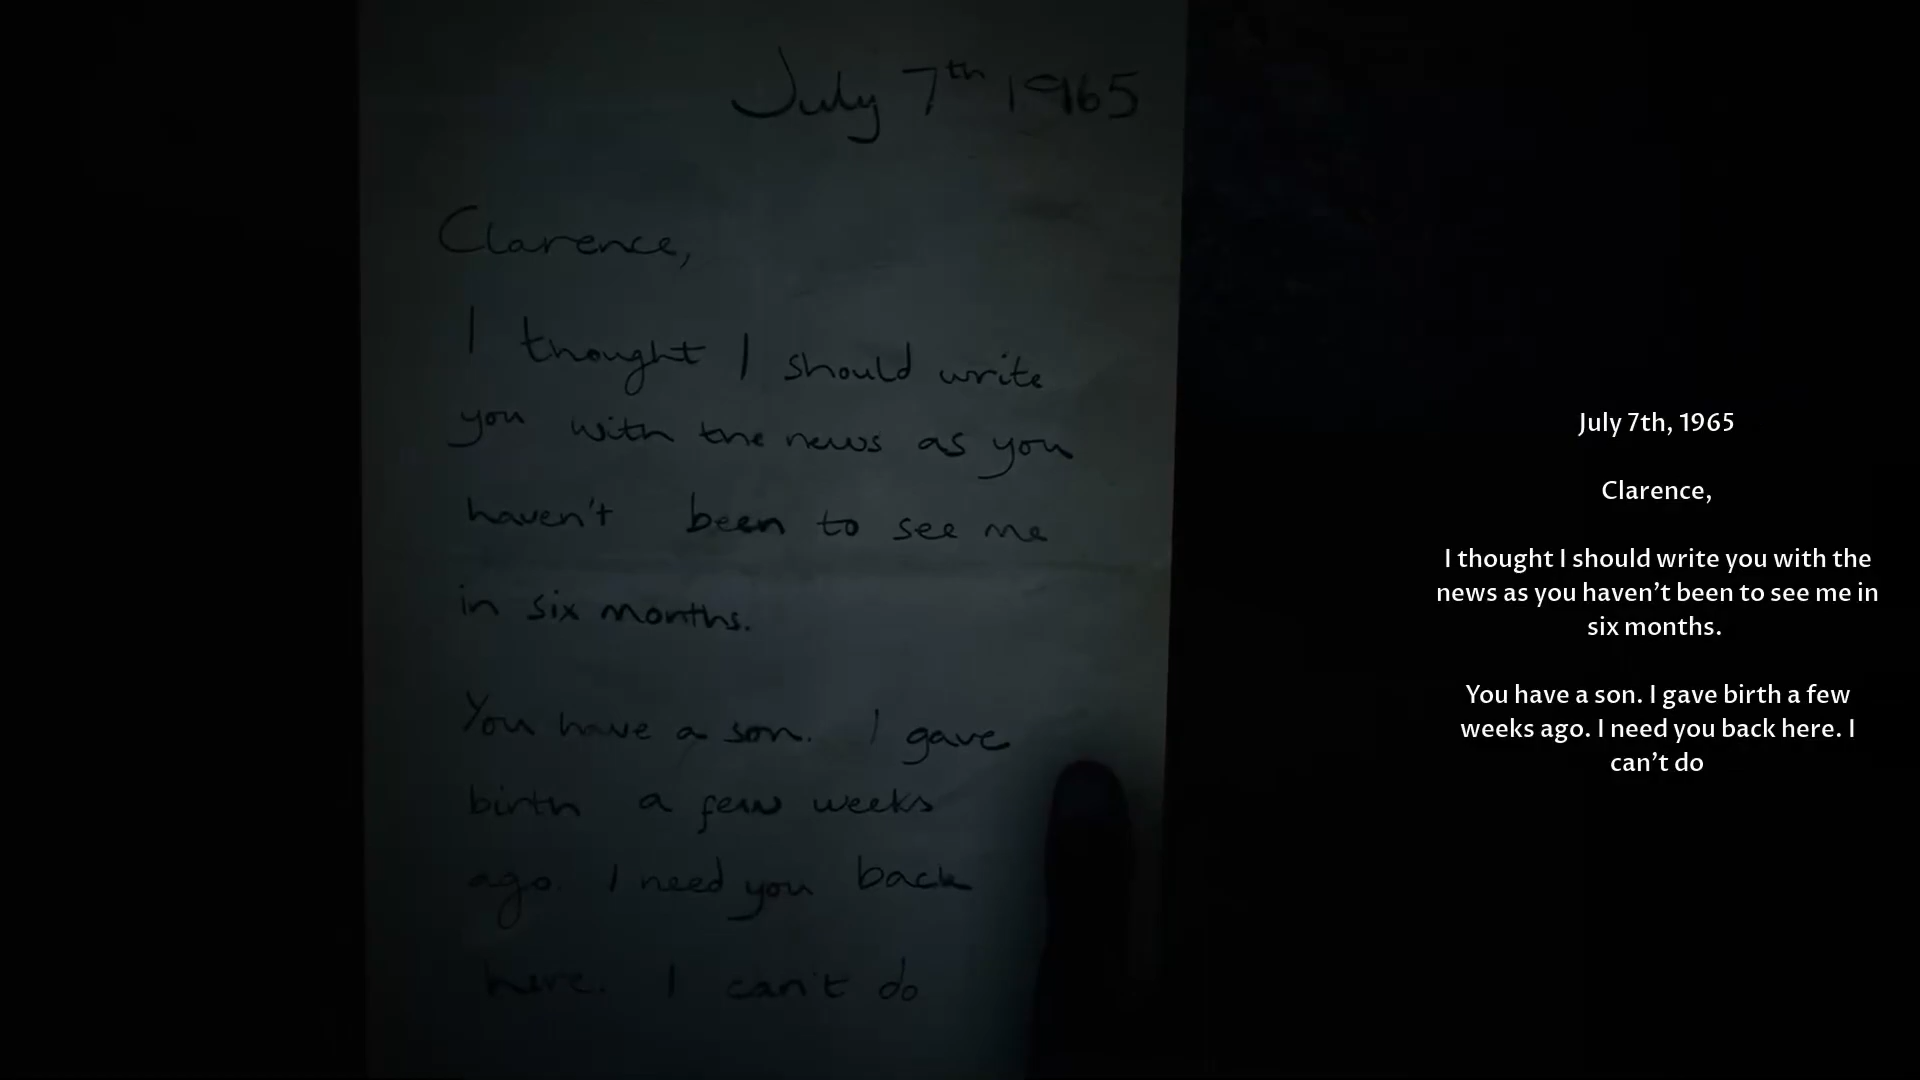 July 7th 1965
Clarence,
I thought I should write
you with the news as you
haven't been to see me
in six months.
You have a son. I gave
birth a few weeks
ago. I need you back
here. I can't do
July 7th, 1965
Clarence,
I thought I should write you with the
news as you haven't been to see me in
six months.
You have a son. I gave birth a few
weeks ago. I need you back here. I
can't do